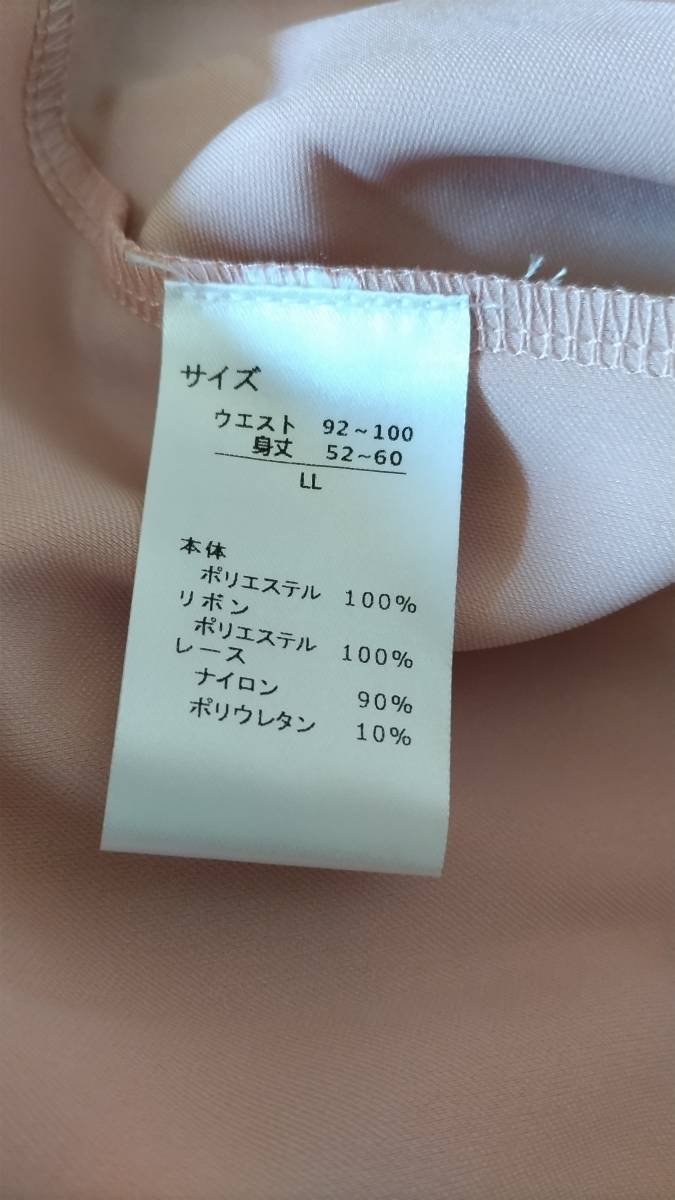 サイズ
ウエスト 92~100
身丈 52~60
LL
本体
ポリエステル 100%
リボン
ポリエステル 100%
レース
ナイロン 90%
ポリウレタン 10%